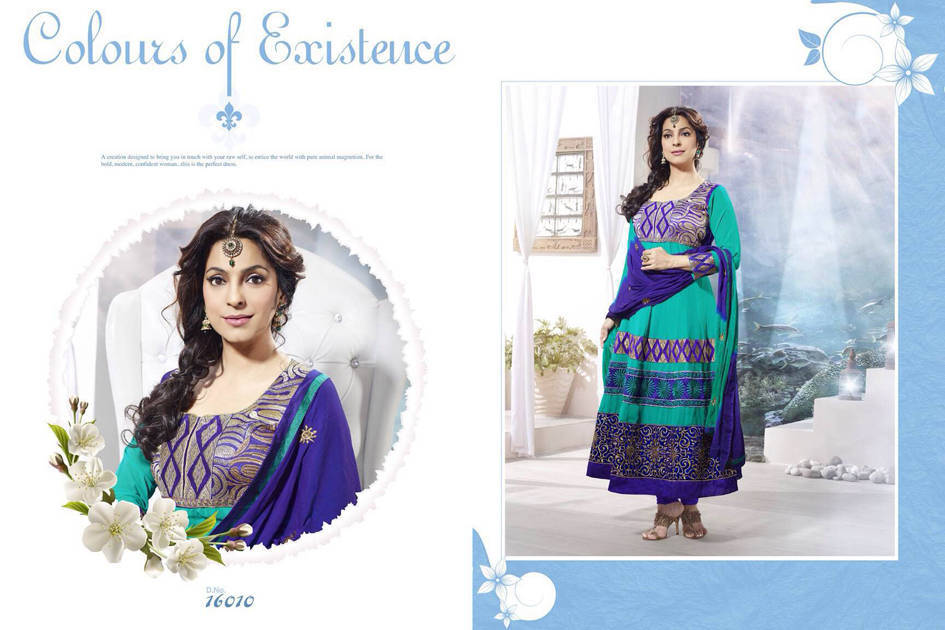 Colours of Existence
A creation designed to bring you in touch with your raw self, to entice the world with pure animal magnetism. For the
bold, modern, confident woman, this is the perfect dress.
D.No.
16010